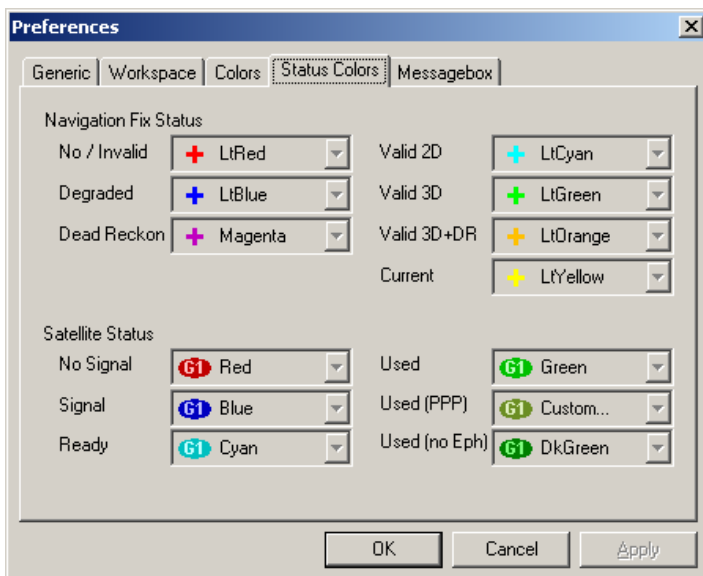 Preferences
Generic Workspace Colors Status Colors Messagebox
Navigation Fix Status
No / Invalid LtRed Valid 2D LtCyan
Degraded LtBlue Valid 3D LtGreen
Dead Reckon Magenta Valid 3D+DR LtOrange
Current LtYellow
Satellite Status
No Signal G1 Red Used G1 Green
Signal G1 Blue Used (PPP) G1 Custom...
Ready G1 Cyan Used (no Eph) G1 DkGreen
OK Cancel Apply